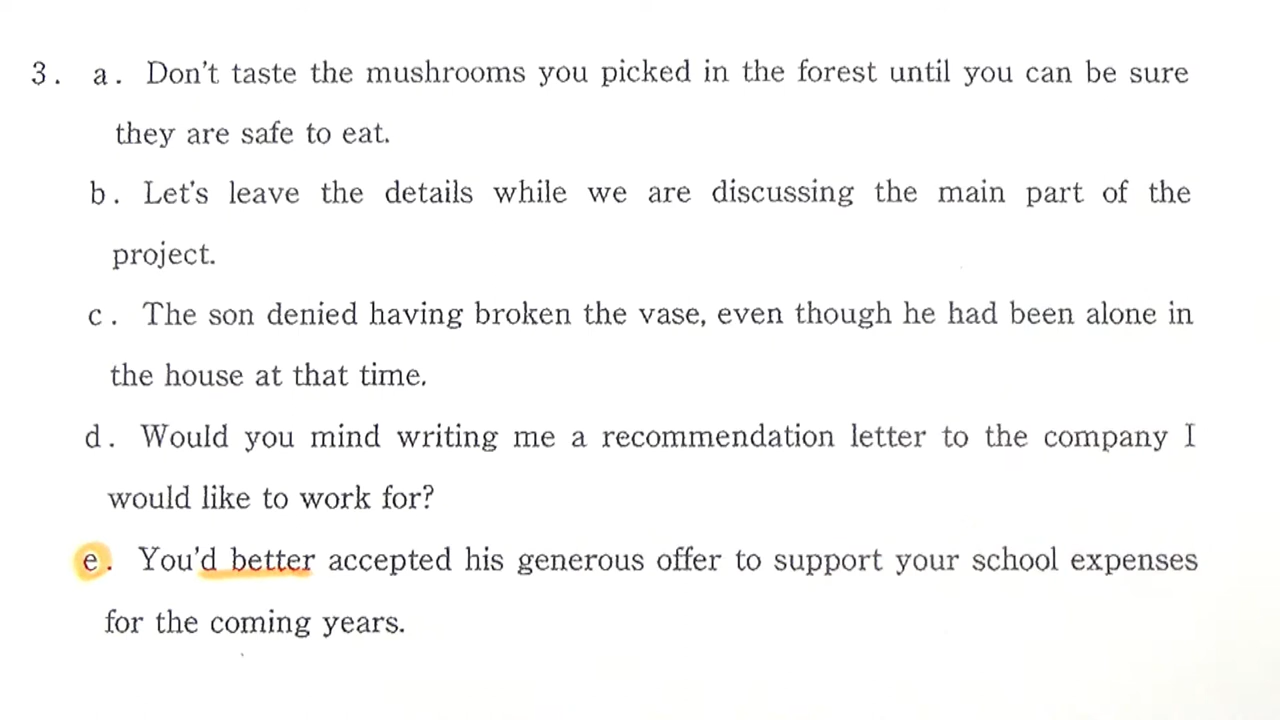 3. a. Don't taste the mushrooms you picked in the forest until you can be sure
they are safe to eat.
b. Let's leave the details while we are discussing the main part of the
project.
c. The son denied having broken the vase, even though he had been alone in
the house at that time.
d. Would you mind writing me a recommendation letter to the company I
would like to work for?
e. You'd better accepted his generous offer to support your school expenses
for the coming years.